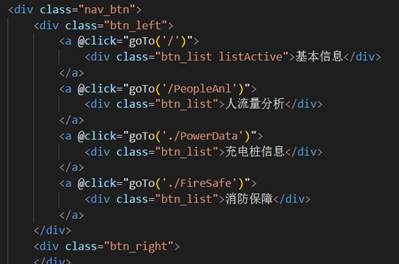 <div class="nav_btn">
<div class="btn_left">
<a @click="goTo('/')">
<div class="btn_list listActive">基本信息</div>
</a>
<a @click="goTo('/PeopleAnl')">
<div class="btn_list">人流量分析</div>
</a>
<a @click="goTo('./PowerData')">
<div class="btn_list">充电桩信息</div>
</a>
<a @click="goTo('./FireSafe')">
<div class="btn_list">消防保障</div>
</a>
</div>
<div class="btn_right">
</div>